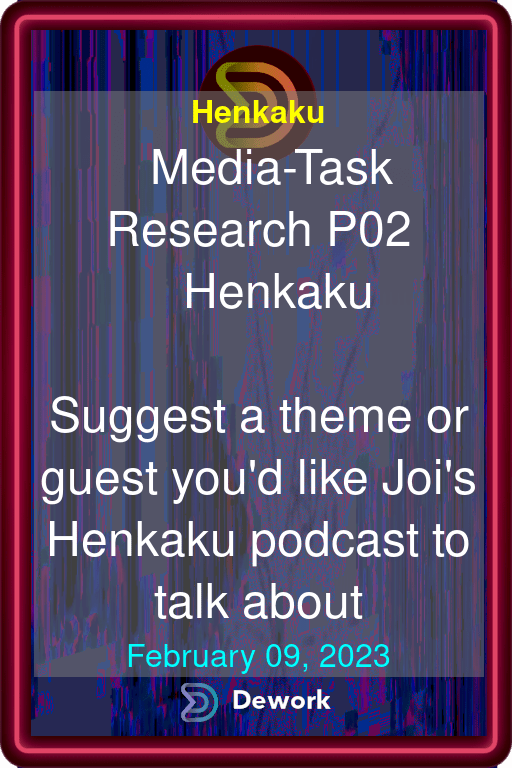 Henkaku
Media-Task
Research P02
Henkaku
Suggest a theme or
guest you'd like Joi's
Henkaku podcast to
talk about
February 09, 2023
Dework